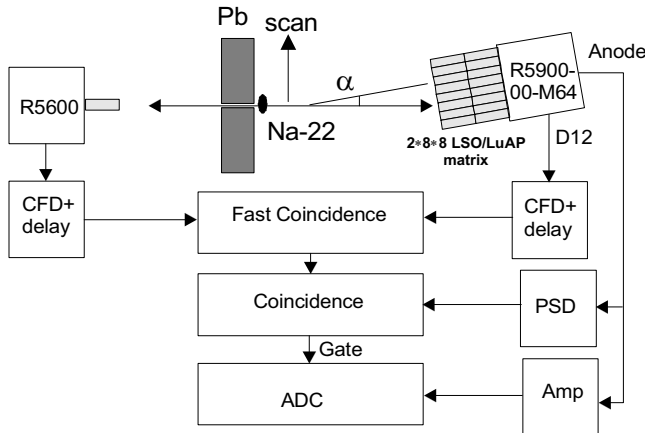 Pb
scan
Anode
α
R5600
R5900-
00-M64
Na-22
2*8*8 LSO/LuAP
matrix
D12
CFD+
delay
Fast Coincidence
CFD+
delay
Coincidence
PSD
Gate
ADC
Amp